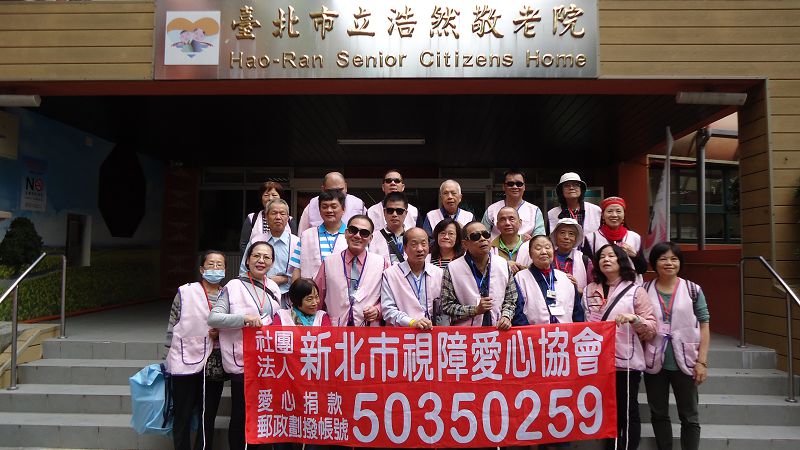 臺北市立浩然敬老院
Hao-Ran Senior Citizens Home
社團法人 新北市視障愛心協會
愛心捐款
郵政劃撥帳號 50350259